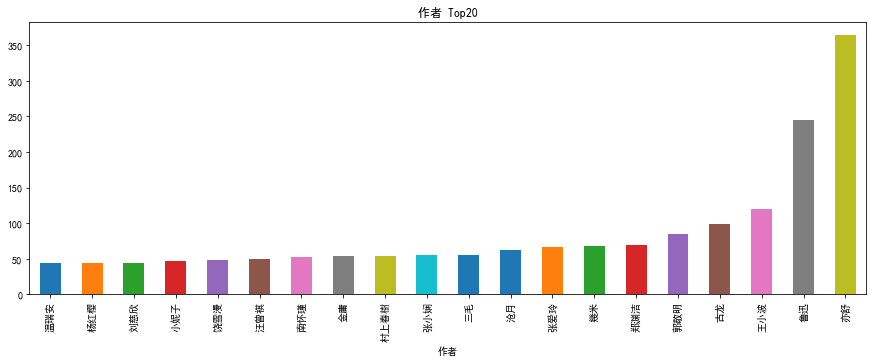 作者 Top20
350
300
250
200
150
100
50
0
温瑞安
杨红樱
刘慈欣
小妮子
饶雪漫
汪曾祺
南怀瑾
金庸
村上春樹
张小娴
三毛
沧月
张爱玲
幾米
郑渊洁
郭敬明
古龙
王小波
鲁迅
亦舒
作者